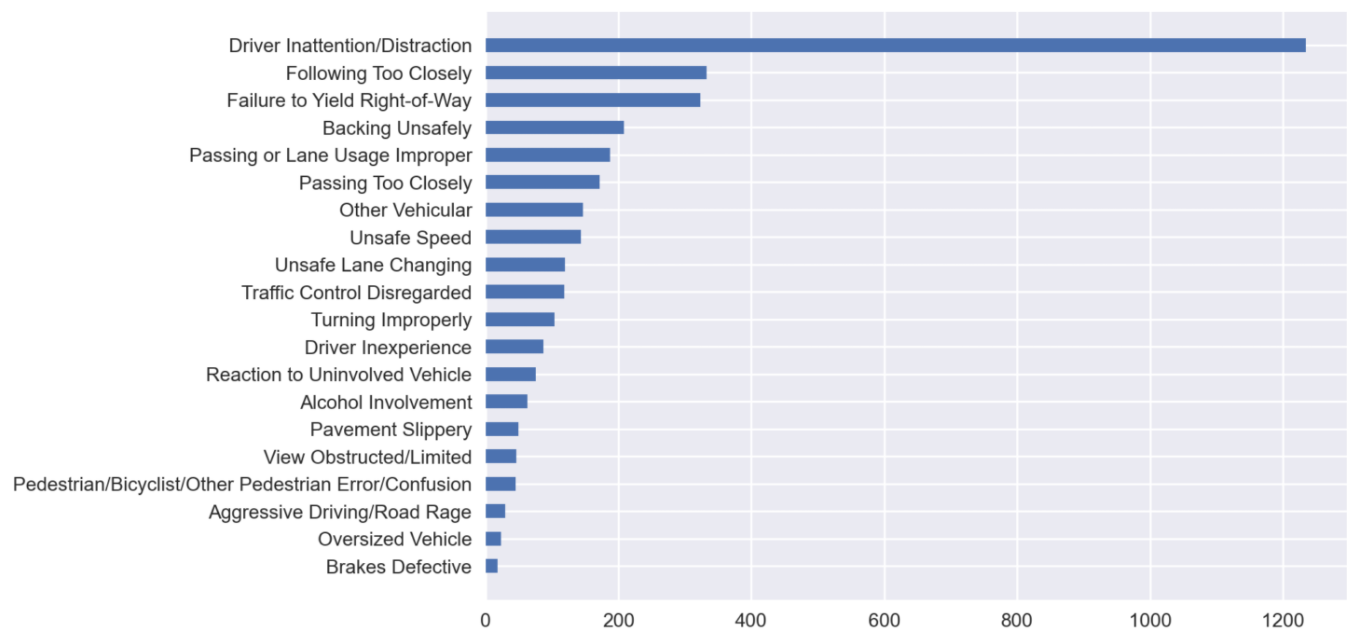 Driver Inattention/Distraction
Following Too Closely
Failure to Yield Right-of-Way
Backing Unsafely
Passing or Lane Usage Improper
Passing Too Closely
Other Vehicular
Unsafe Speed
Unsafe Lane Changing
Traffic Control Disregarded
Turning Improperly
Driver Inexperience
Reaction to Uninvolved Vehicle
Alcohol Involvement
Pavement Slippery
View Obstructed/Limited
Pedestrian/Bicyclist/Other Pedestrian Error/Confusion
Aggressive Driving/Road Rage
Oversized Vehicle
Brakes Defective
0 200 400 600 800 1000 1200